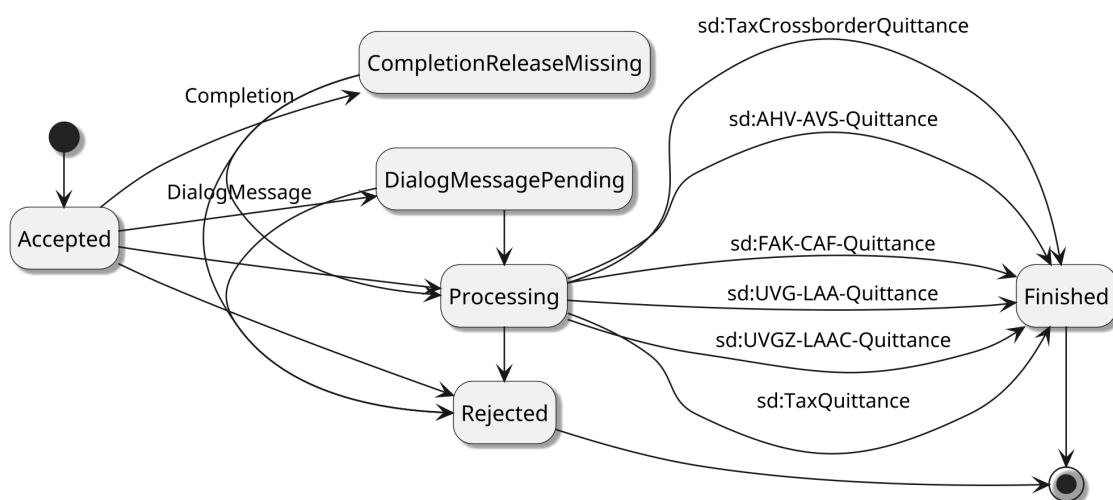 sd:TaxCrossborderQuittance
CompletionReleaseMissing
Completion
sd:AHV-AVS-Quittance
DialogMessagePending
DialogMessage
Accepted
sd:FAK-CAF-Quittance
Processing
sd:UVG-LAA-Quittance
Finished
sd:UVGZ-LAAC-Quittance
sd:TaxQuittance
Rejected